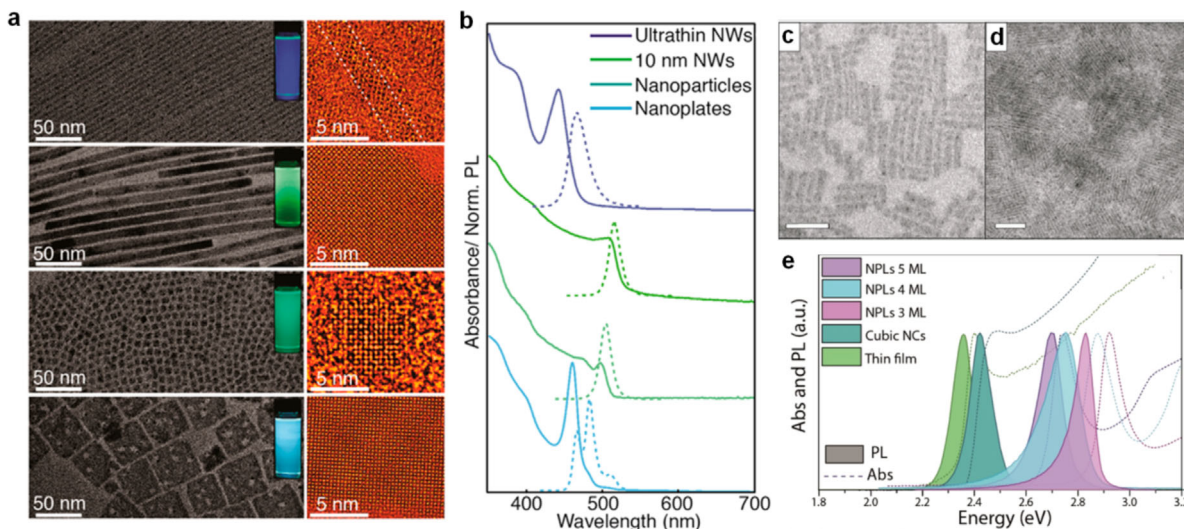 a
50 nm
5 nm
50 nm
5 nm
50 nm
5 nm
50 nm
5 nm
b
Ultrathin NWs
10 nm NWs
Nanoparticles
Nanoplates
Absorbance/ Norm. PL
400
500
600
700
Wavelength (nm)
c
d
e
NPLs 5 ML
NPLs 4 ML
NPLs 3 ML
Cubic NCs
Thin film
PL
Abs
Abs and PL (a.u.)
1.8
2.0
2.2
2.4
2.6
2.8
3.0
3.2
Energy (eV)